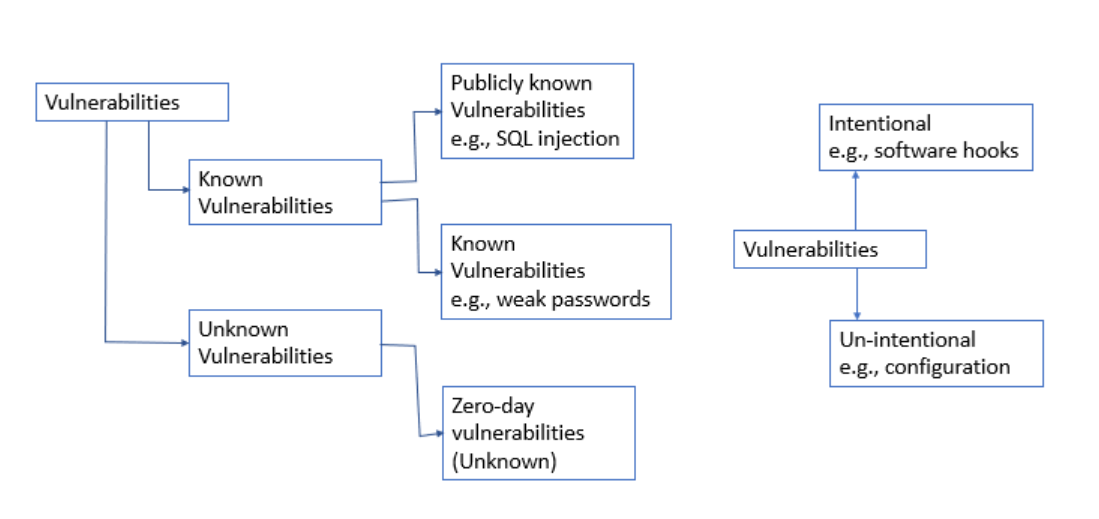 Vulnerabilities
Known
Vulnerabilities
Unknown
Vulnerabilities
Publicly known
Vulnerabilities
e.g., SQL injection
Known
Vulnerabilities
e.g., weak passwords
Zero-day
vulnerabilities
(Unknown)
Intentional
e.g., software hooks
Vulnerabilities
Un-intentional
e.g., configuration